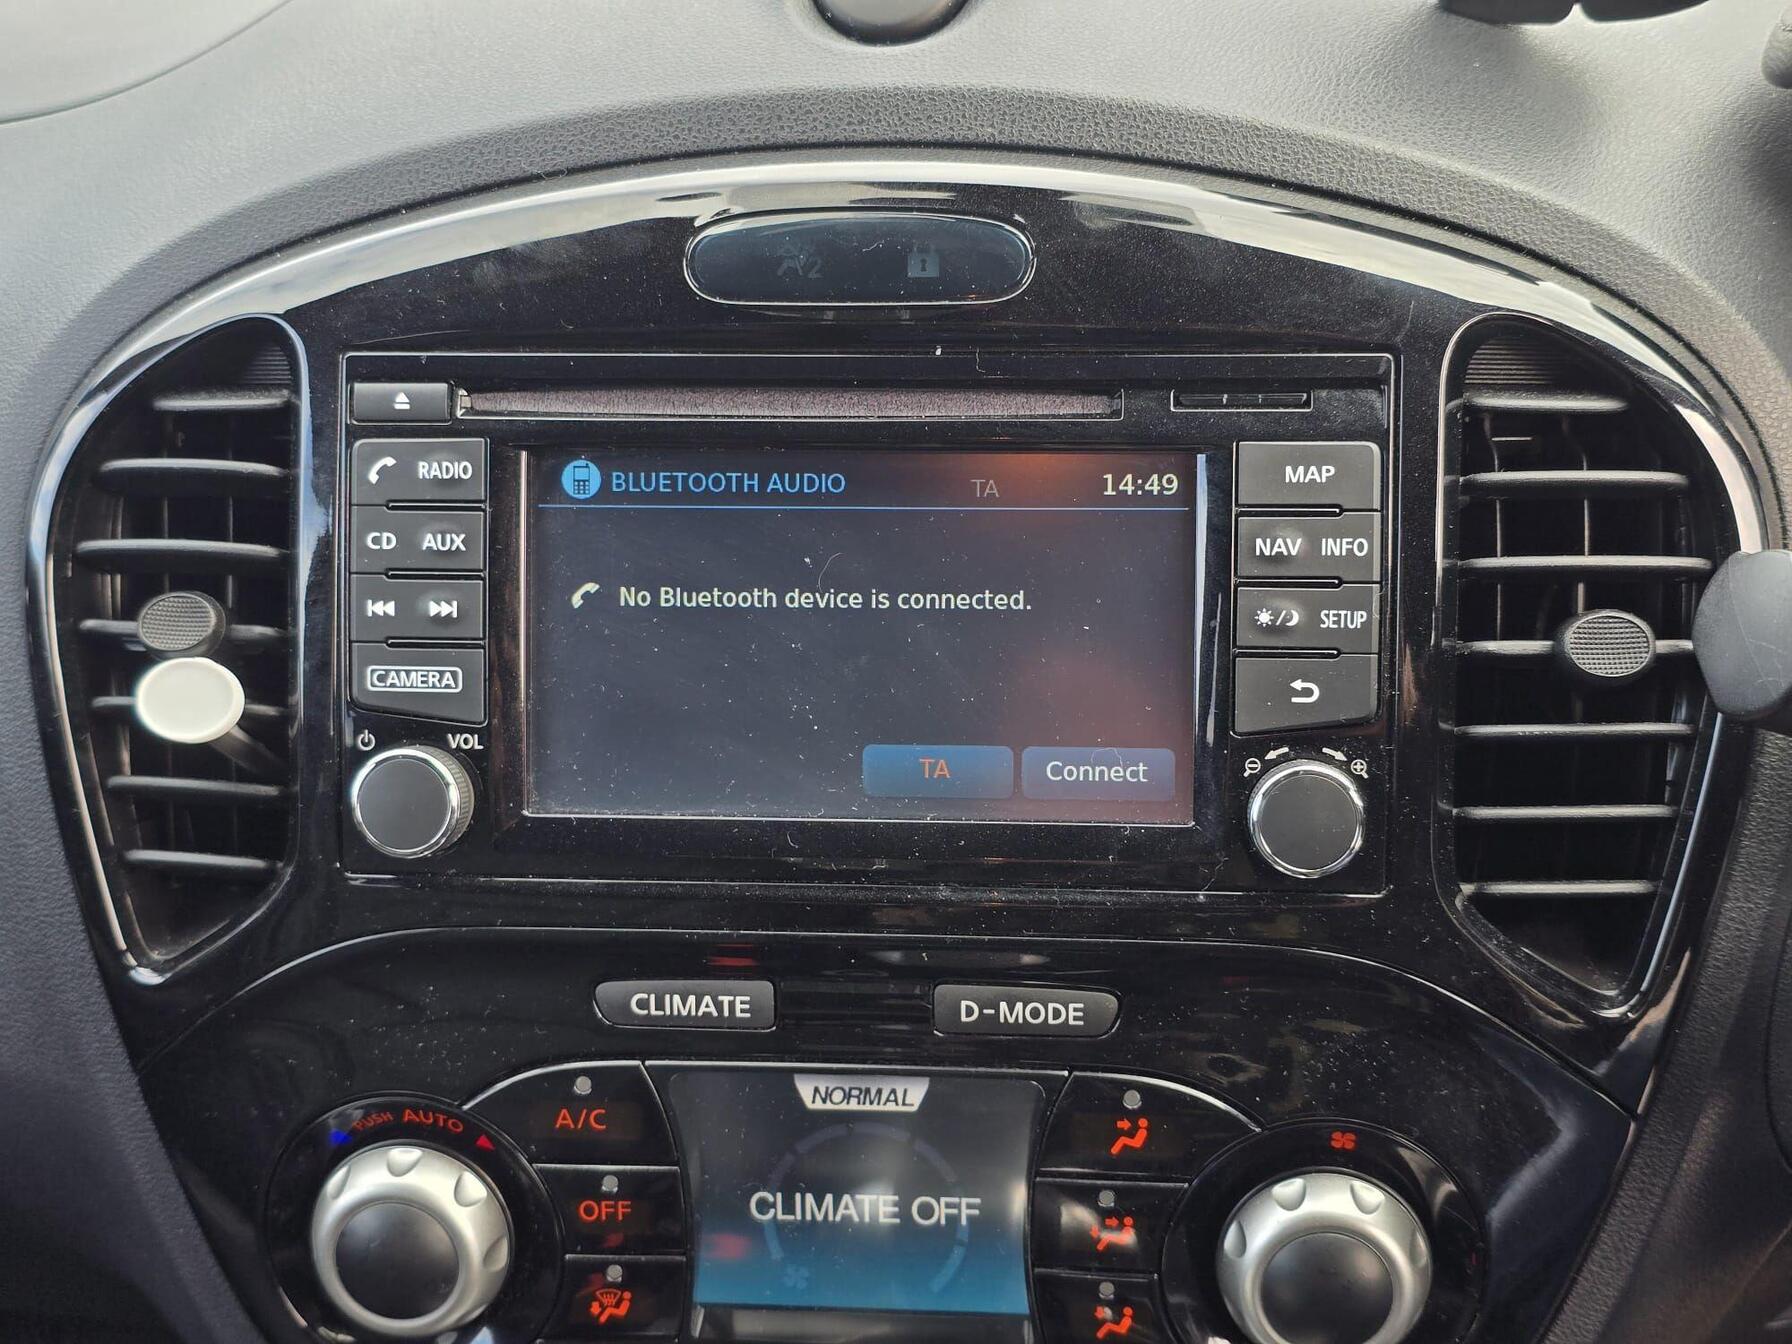 2
RADIO
CD AUX
CAMERA
VOL
BLUETOOTH AUDIO TA 14:49
No Bluetooth device is connected.
TA Connect
MAP
NAV INFO
SETUP
CLIMATE D-MODE
PUSH AUTO
A/C
OFF
NORMAL
CLIMATE OFF